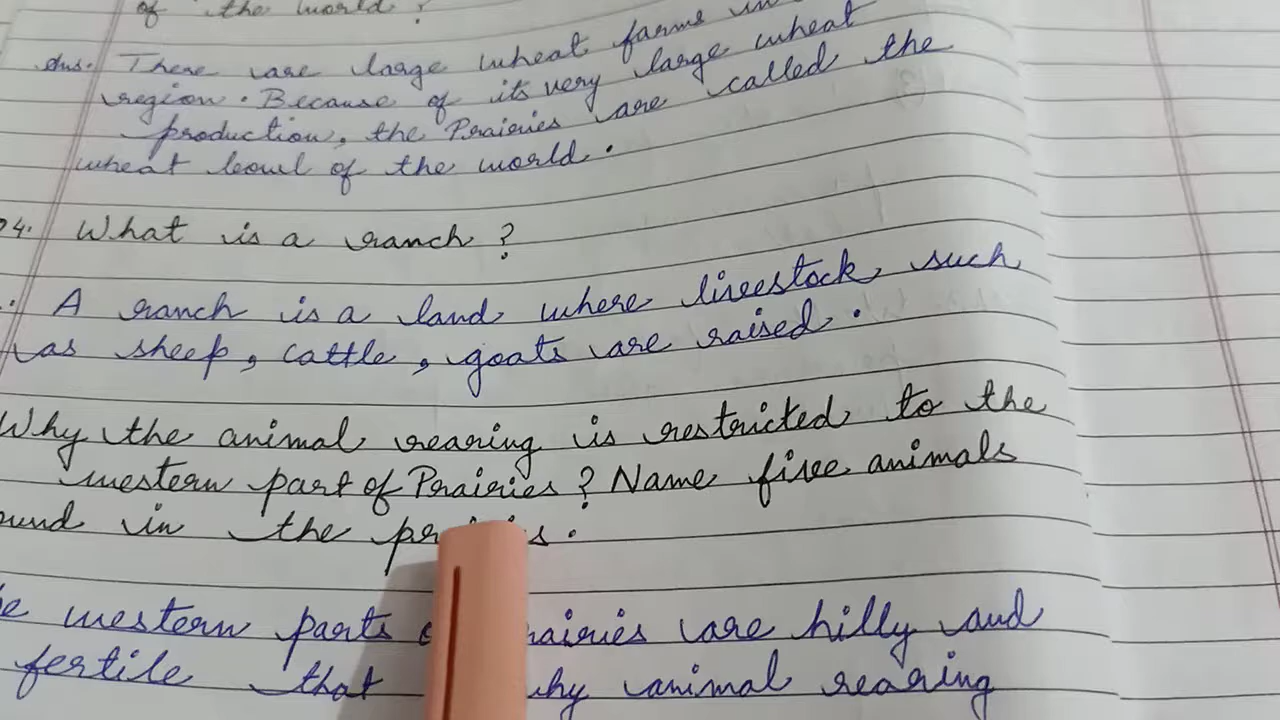 of the world?
Ans. There are large wheat farms in
region. Because of its very large wheat
production, the Prairies are called the
wheat bowl of the world.
What is a ranch?
A ranch is a land where livestock, such
as sheep, cattle, goats are raised.
Why the animal rearing is restricted to the
western part of Prairies? Name five animals
in the
western parts Prairies are hilly and
fertile that animal rearing